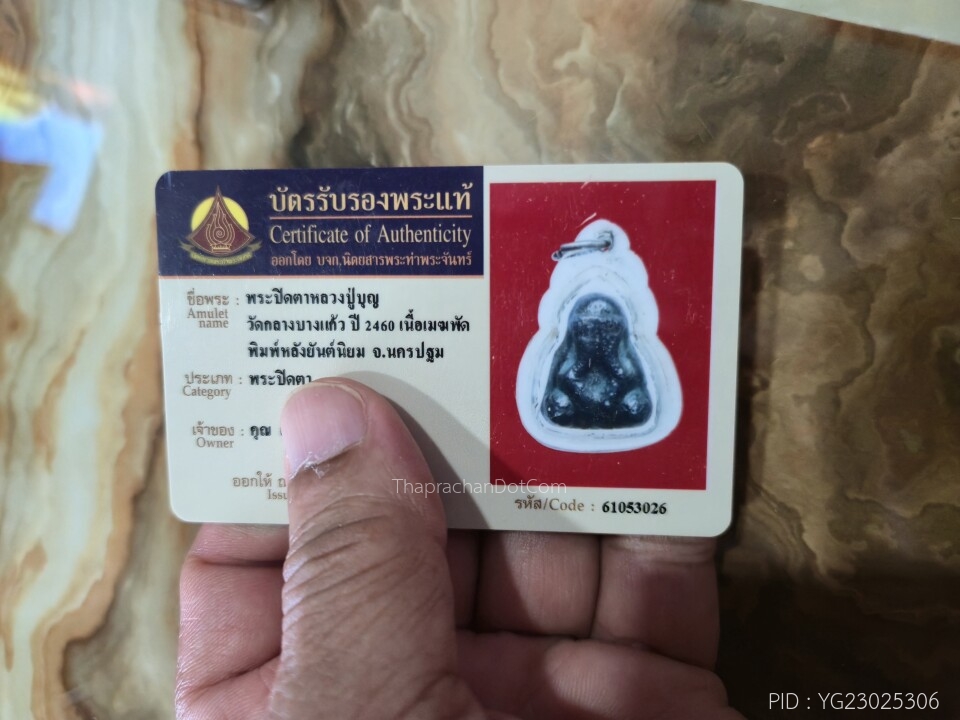 บัตรรับรองพระแท้
Certificate of Authenticity
ออกโดย บจก.นิตยสารพระท่าพระจันทร์
ชื่อพระ : พระปิดตาหลวงปู่บุญ
Amulet name
วัดกลางบางแก้ว ปี 2460 เนื้อเมฆพัด
พิมพ์หลังยันต์นิยม จ.นครปฐม
ประเภท : พระปิดตา
Category
เจ้าของ : คุณ
Owner
ออกให้ ณ
รหัส/Code : 61053026
ThaprachanDotCom
PID : YG23025306